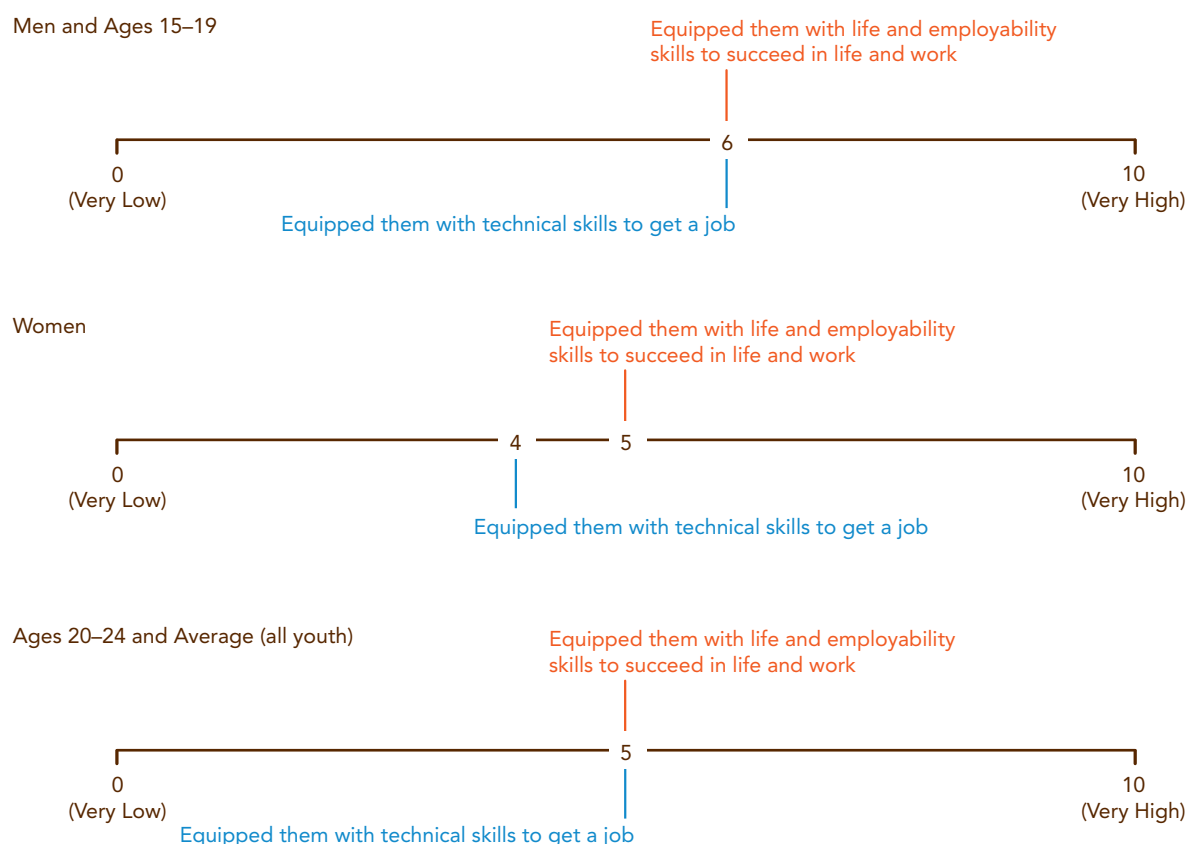 Men and Ages 15–19
Equipped them with life and employability
skills to succeed in life and work
6
0
(Very Low)
10
(Very High)
Equipped them with technical skills to get a job
Women
Equipped them with life and employability
skills to succeed in life and work
4
5
0
(Very Low)
10
(Very High)
Equipped them with technical skills to get a job
Ages 20–24 and Average (all youth)
Equipped them with life and employability
skills to succeed in life and work
5
0
(Very Low)
10
(Very High)
Equipped them with technical skills to get a job